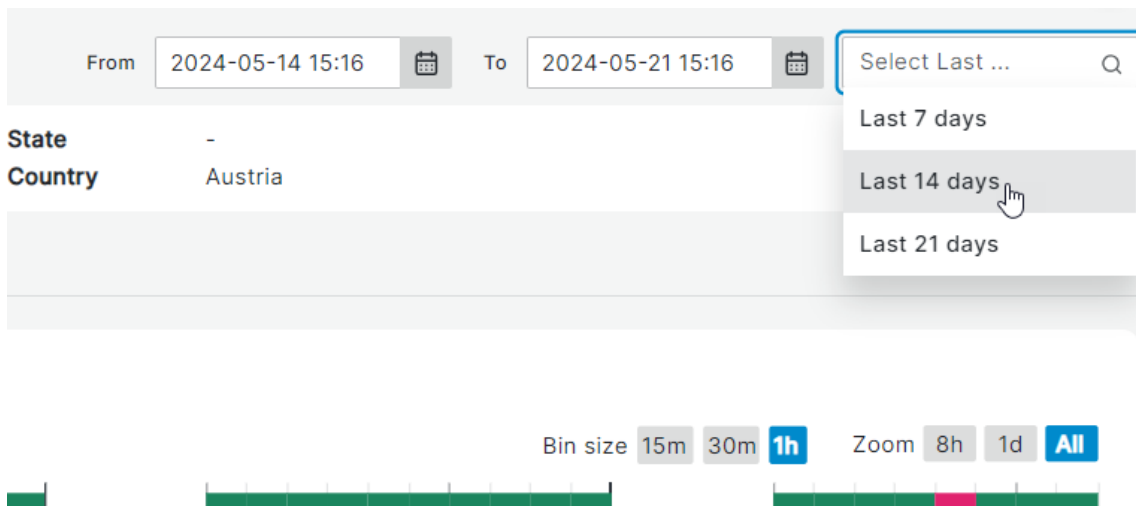 From 2024-05-14 15:16 To 2024-05-21 15:16 Select Last ...
Last 7 days
State -
Country Austria
Last 14 days
Last 21 days
Bin size 15m 30m 1h Zoom 8h 1d All